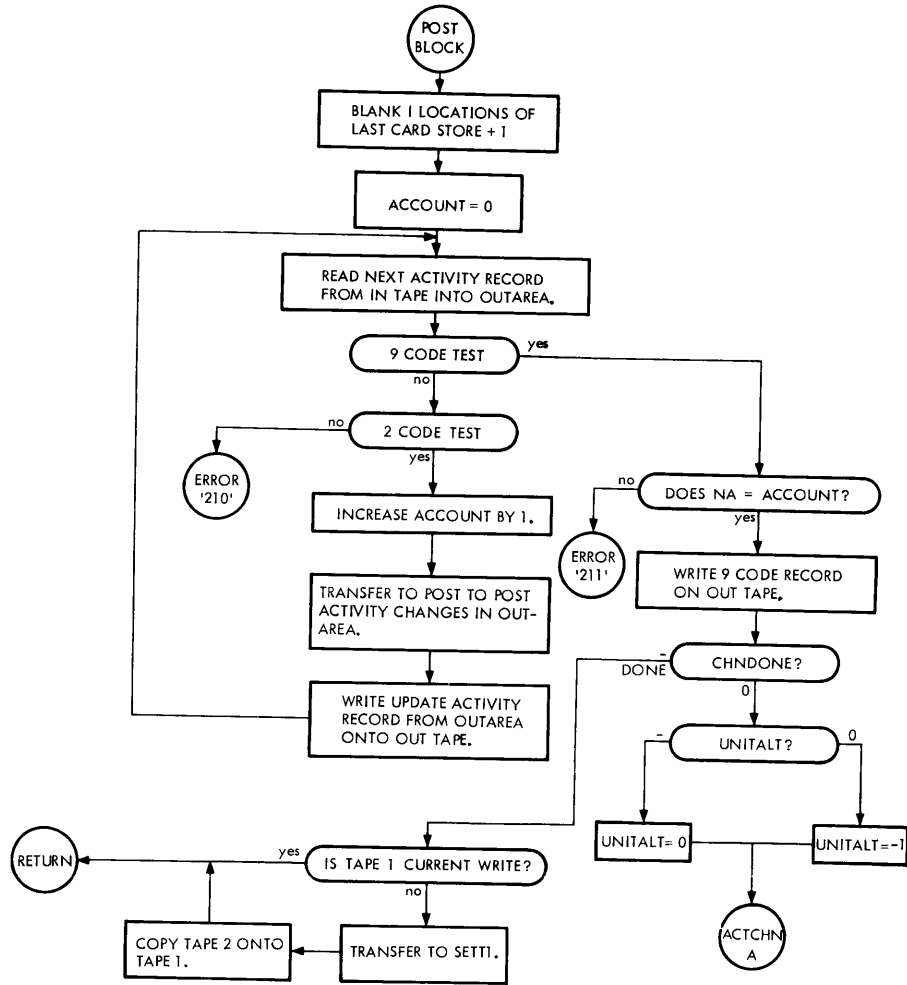 POST
BLOCK
BLANK I LOCATIONS OF
LAST CARD STORE + 1
ACCOUNT = 0
READ NEXT ACTIVITY RECORD
FROM IN TAPE INTO OUTAREA.
9 CODE TEST
yes
no
2 CODE TEST
no
yes
ERROR
'210'
INCREASE ACCOUNT BY 1.
TRANSFER TO POST TO POST
ACTIVITY CHANGES IN OUT-
AREA.
WRITE UPDATE ACTIVITY
RECORD FROM OUTAREA
ONTO OUT TAPE.
DOES NA = ACCOUNT?
no
yes
ERROR
'211'
WRITE 9 CODE RECORD
ON OUT TAPE.
CHNDONE?
-
DONE
0
UNITALT?
-
0
UNITALT= 0
UNITALT=-1
ACTCHN
A
IS TAPE 1 CURRENT WRITE?
yes
no
RETURN
TRANSFER TO SETT1.
COPY TAPE 2 ONTO
TAPE 1.